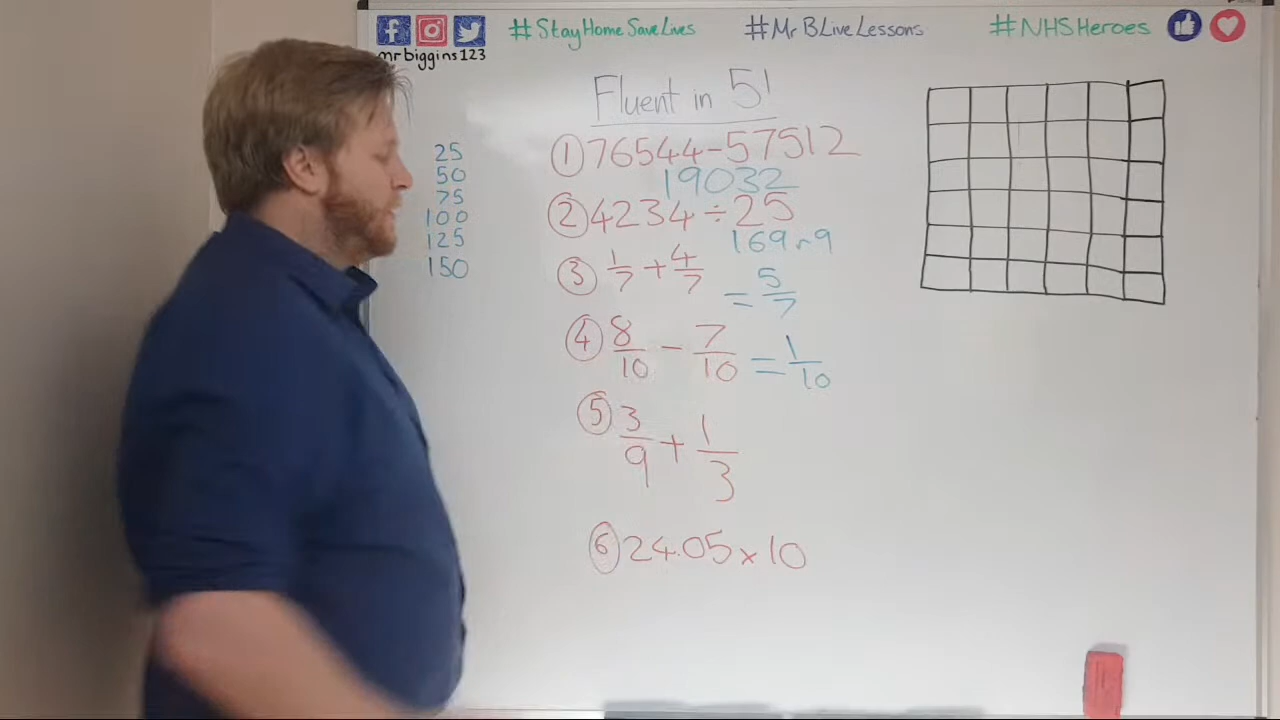 #StayHomeSaveLives #MrBLiveLessons #NHSHeroes
mrbiggins123
25
50
75
100
125
150
Fluent in 5!
① 76544-57512
19032
② 4234 ÷ 25
169 r 9
③ 1/7 + 4/7 = 5/7
④ 8/10 - 7/10 = 1/10
⑤ 3/9 + 1/3
⑥ 24.05 x 10